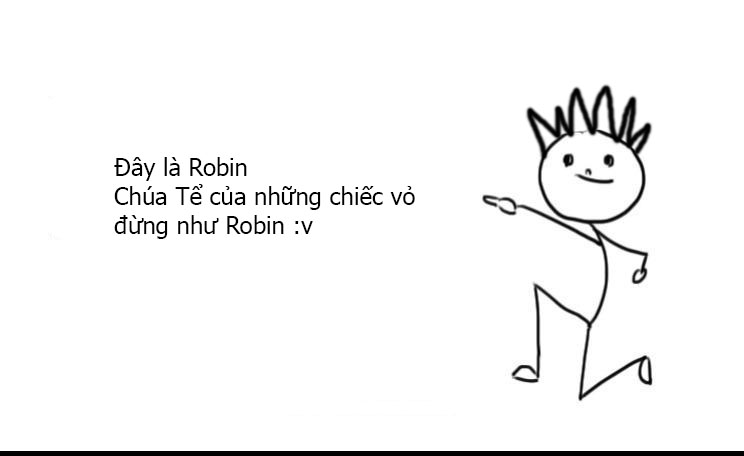 Đây là Robin
Chúa Tể của những chiếc vỏ
đừng như Robin :v